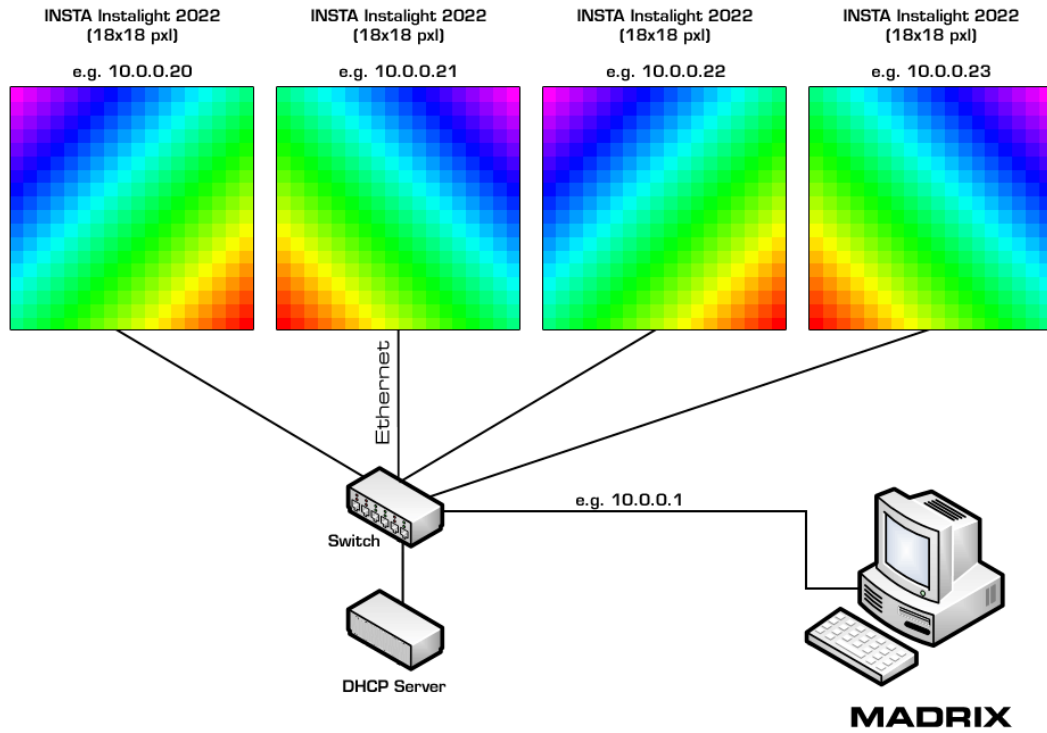 INSTA Instalight 2022
(18x18 pxl)
e.g. 10.0.0.20
INSTA Instalight 2022
(18x18 pxl)
e.g. 10.0.0.21
INSTA Instalight 2022
(18x18 pxl)
e.g. 10.0.0.22
INSTA Instalight 2022
(18x18 pxl)
e.g. 10.0.0.23
Ethernet
e.g. 10.0.0.1
Switch
DHCP Server
MADRIX